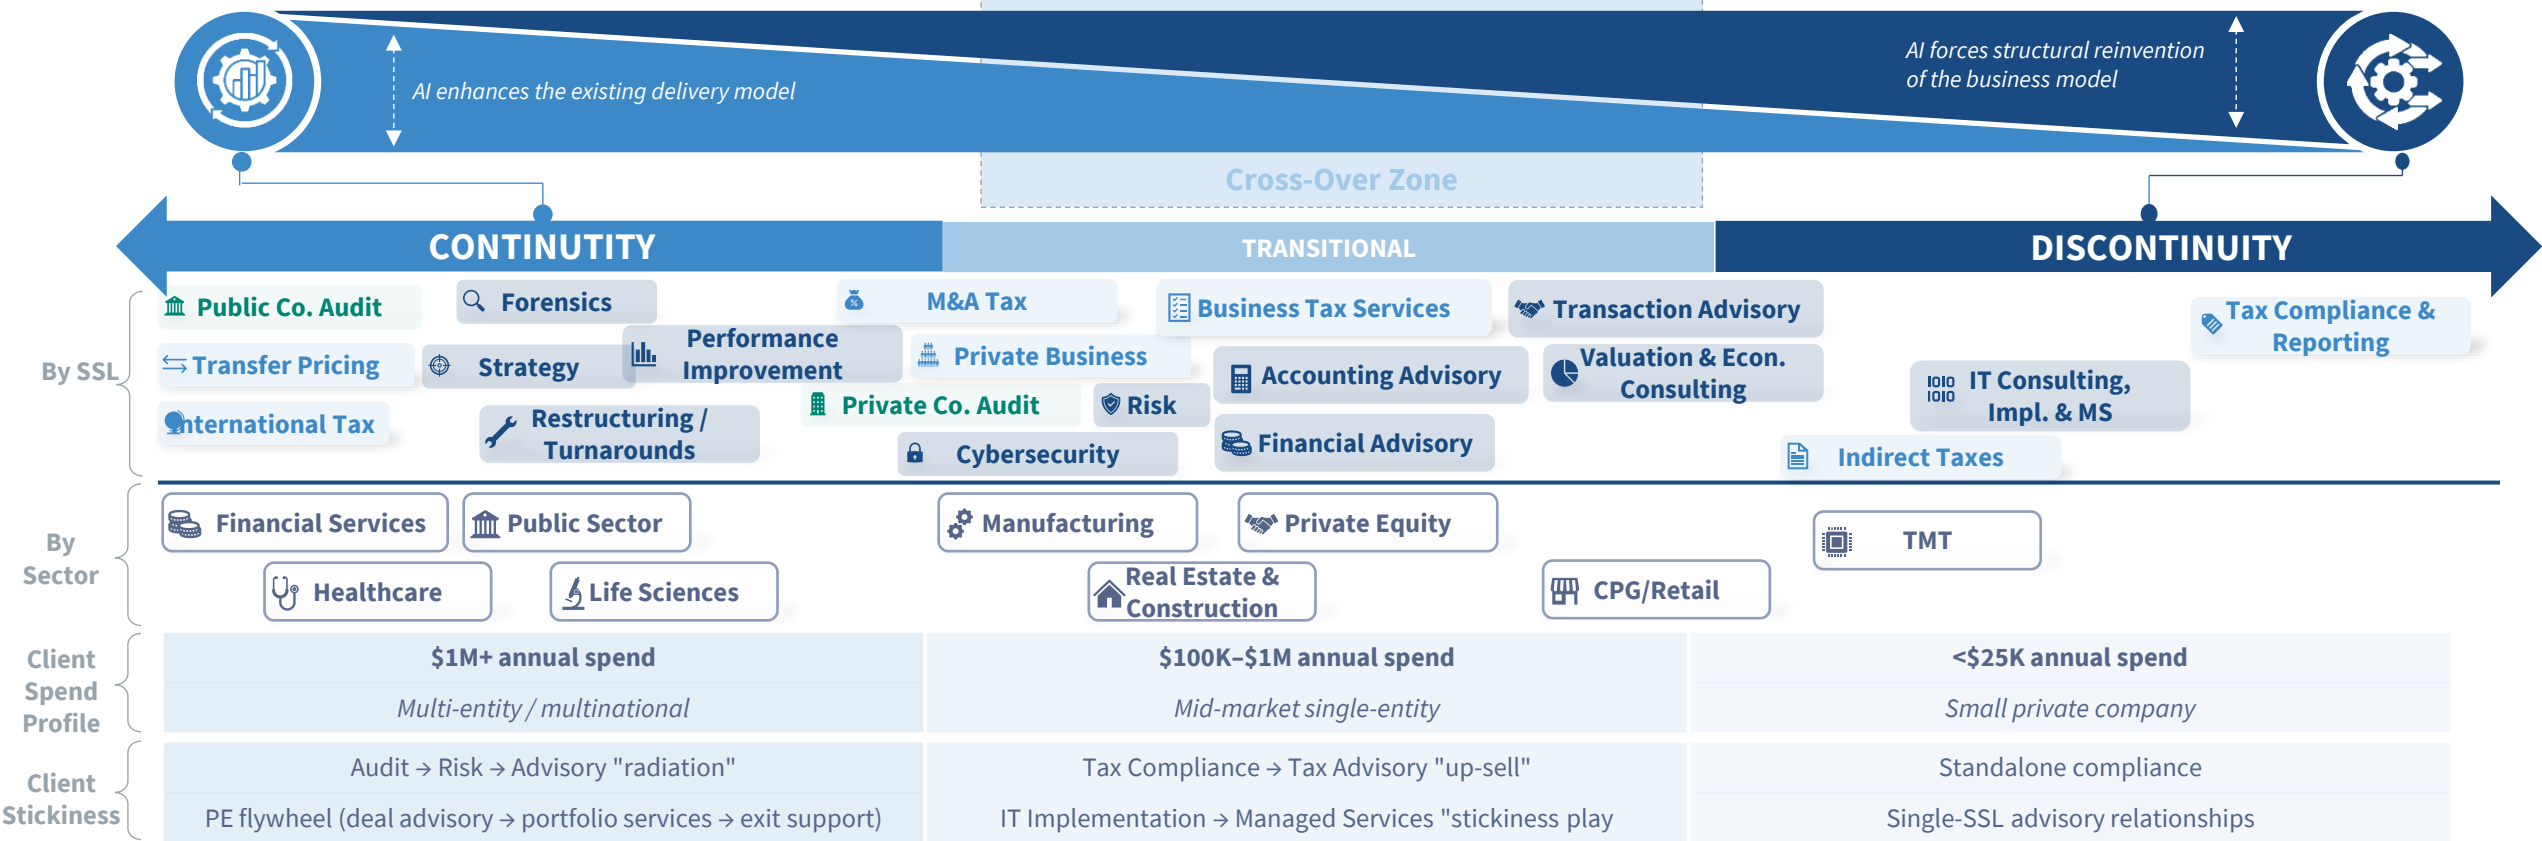 AI enhances the existing delivery model
AI forces structural reinvention
of the business model
Cross-Over Zone
CONTINUTITY
TRANSITIONAL
DISCONTINUITY
By SSL
Public Co. Audit
Forensics
M&A Tax
Business Tax Services
Transaction Advisory
Tax Compliance &
Reporting
Transfer Pricing
Strategy
Performance
Improvement
Private Business
Accounting Advisory
Valuation & Econ.
Consulting
IT Consulting,
Impl. & MS
International Tax
Restructuring /
Turnarounds
Private Co. Audit
Risk
Cybersecurity
Financial Advisory
Indirect Taxes
By
Sector
Financial Services
Public Sector
Manufacturing
Private Equity
TMT
Healthcare
Life Sciences
Real Estate &
Construction
CPG/Retail
Client
Spend
Profile
$1M+ annual spend
$100K–$1M annual spend
<$25K annual spend
Multi-entity / multinational
Mid-market single-entity
Small private company
Client
Stickiness
Audit → Risk → Advisory "radiation"
Tax Compliance → Tax Advisory "up-sell"
Standalone compliance
PE flywheel (deal advisory → portfolio services → exit support)
IT Implementation → Managed Services "stickiness play
Single-SSL advisory relationships
1010
1010